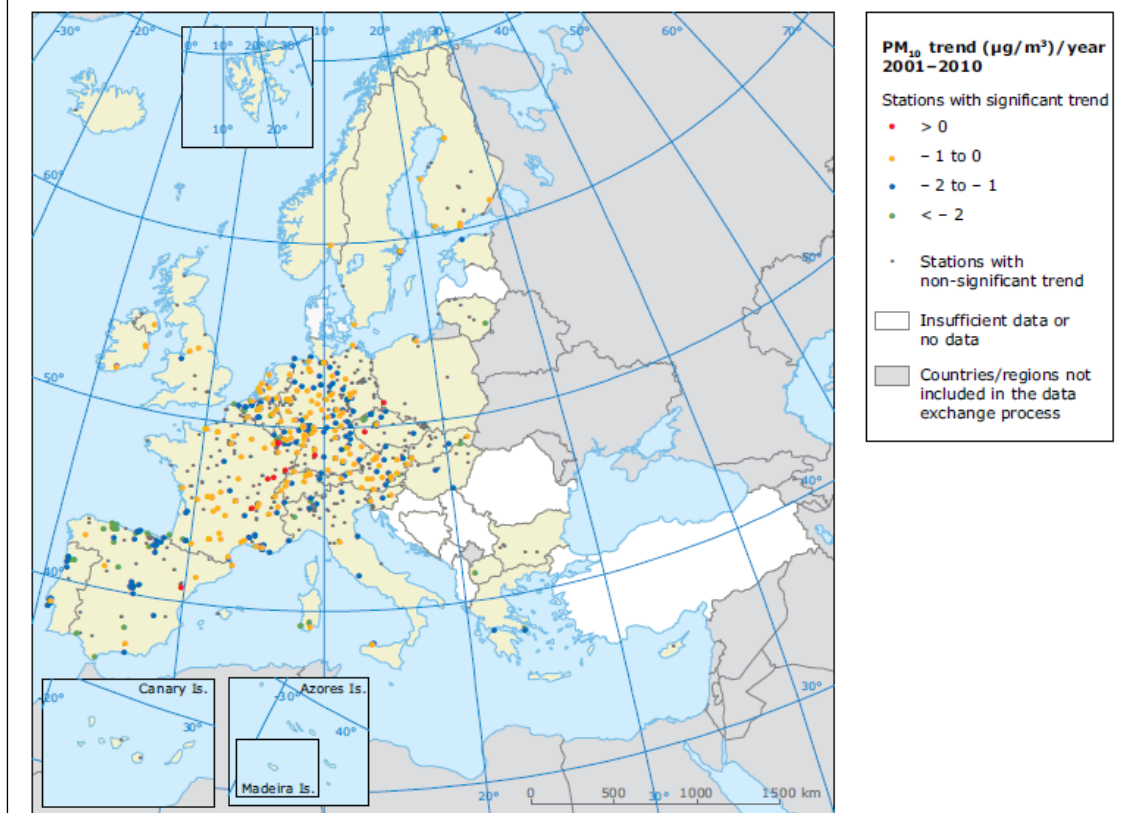 -30° -20° 0° 10° 20° 30° 40° 50° 70°
0° 10° 20° 30°
10° 20°
60°
50°
50°
40°
40°
30°
Canary Is.
20°
30°
Azores Is.
-30°
40°
Madeira Is.
20° 30°
0 500 1000 1500 km
PM₁₀ trend (µg/m³)/year
2001–2010
Stations with significant trend
> 0
– 1 to 0
– 2 to – 1
< – 2
Stations with
non-significant trend
Insufficient data or
no data
Countries/regions not
included in the data
exchange process